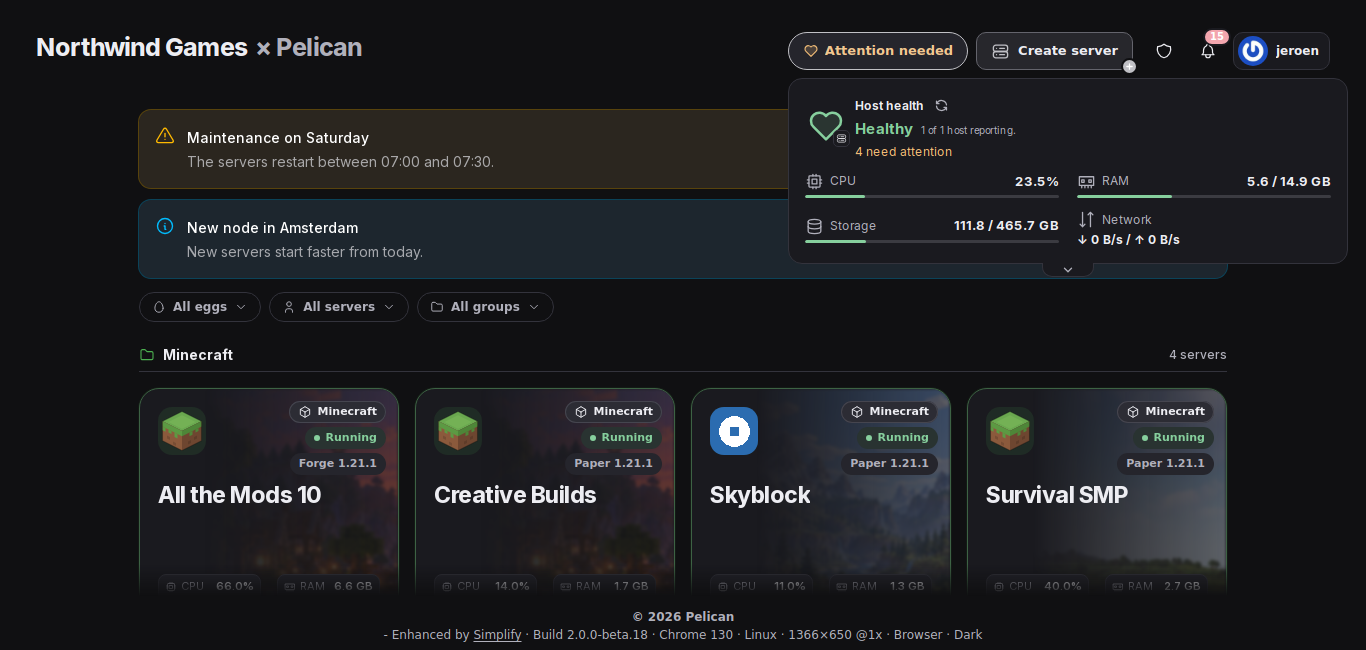 Northwind Games × Pelican
Attention needed
Create server
15
jeroen
Host health
Healthy 1 of 1 host reporting.
4 need attention
CPU 23.5%
RAM 5.6 / 14.9 GB
Storage 111.8 / 465.7 GB
Network
↓ 0 B/s / ↑ 0 B/s
Maintenance on Saturday
The servers restart between 07:00 and 07:30.
New node in Amsterdam
New servers start faster from today.
All eggs
All servers
All groups
Minecraft
4 servers
Minecraft
Running
Forge 1.21.1
All the Mods 10
CPU 66.0% RAM 6.6 GB
Minecraft
Running
Paper 1.21.1
Creative Builds
CPU 14.0% RAM 1.7 GB
Minecraft
Running
Paper 1.21.1
Skyblock
CPU 11.0% RAM 1.3 GB
Minecraft
Running
Paper 1.21.1
Survival SMP
CPU 40.0% RAM 2.7 GB
© 2026 Pelican
- Enhanced by Simplify · Build 2.0.0-beta.18 · Chrome 130 · Linux · 1366×650 @1x · Browser · Dark